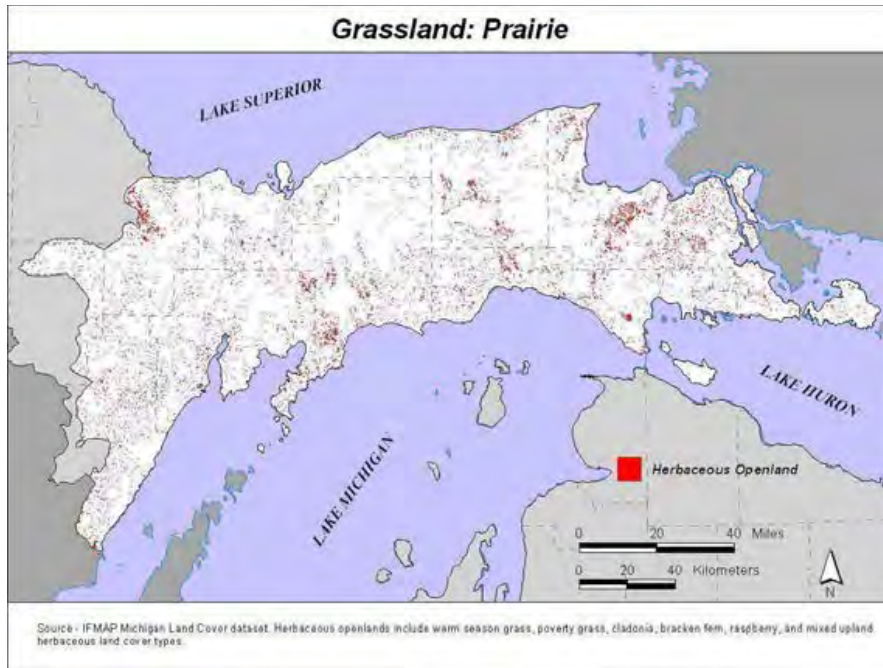 Grassland: Prairie
LAKE SUPERIOR
LAKE HURON
LAKE MICHIGAN
Herbaceous Openland
0 20 40 Miles
0 20 40 Kilometers
N
Source - IFMAP Michigan Land Cover dataset. Herbaceous openlands include warm season grass, poverty grass, cladonia, bracken fern, raspberry, and mixed upland
herbaceous land cover types.